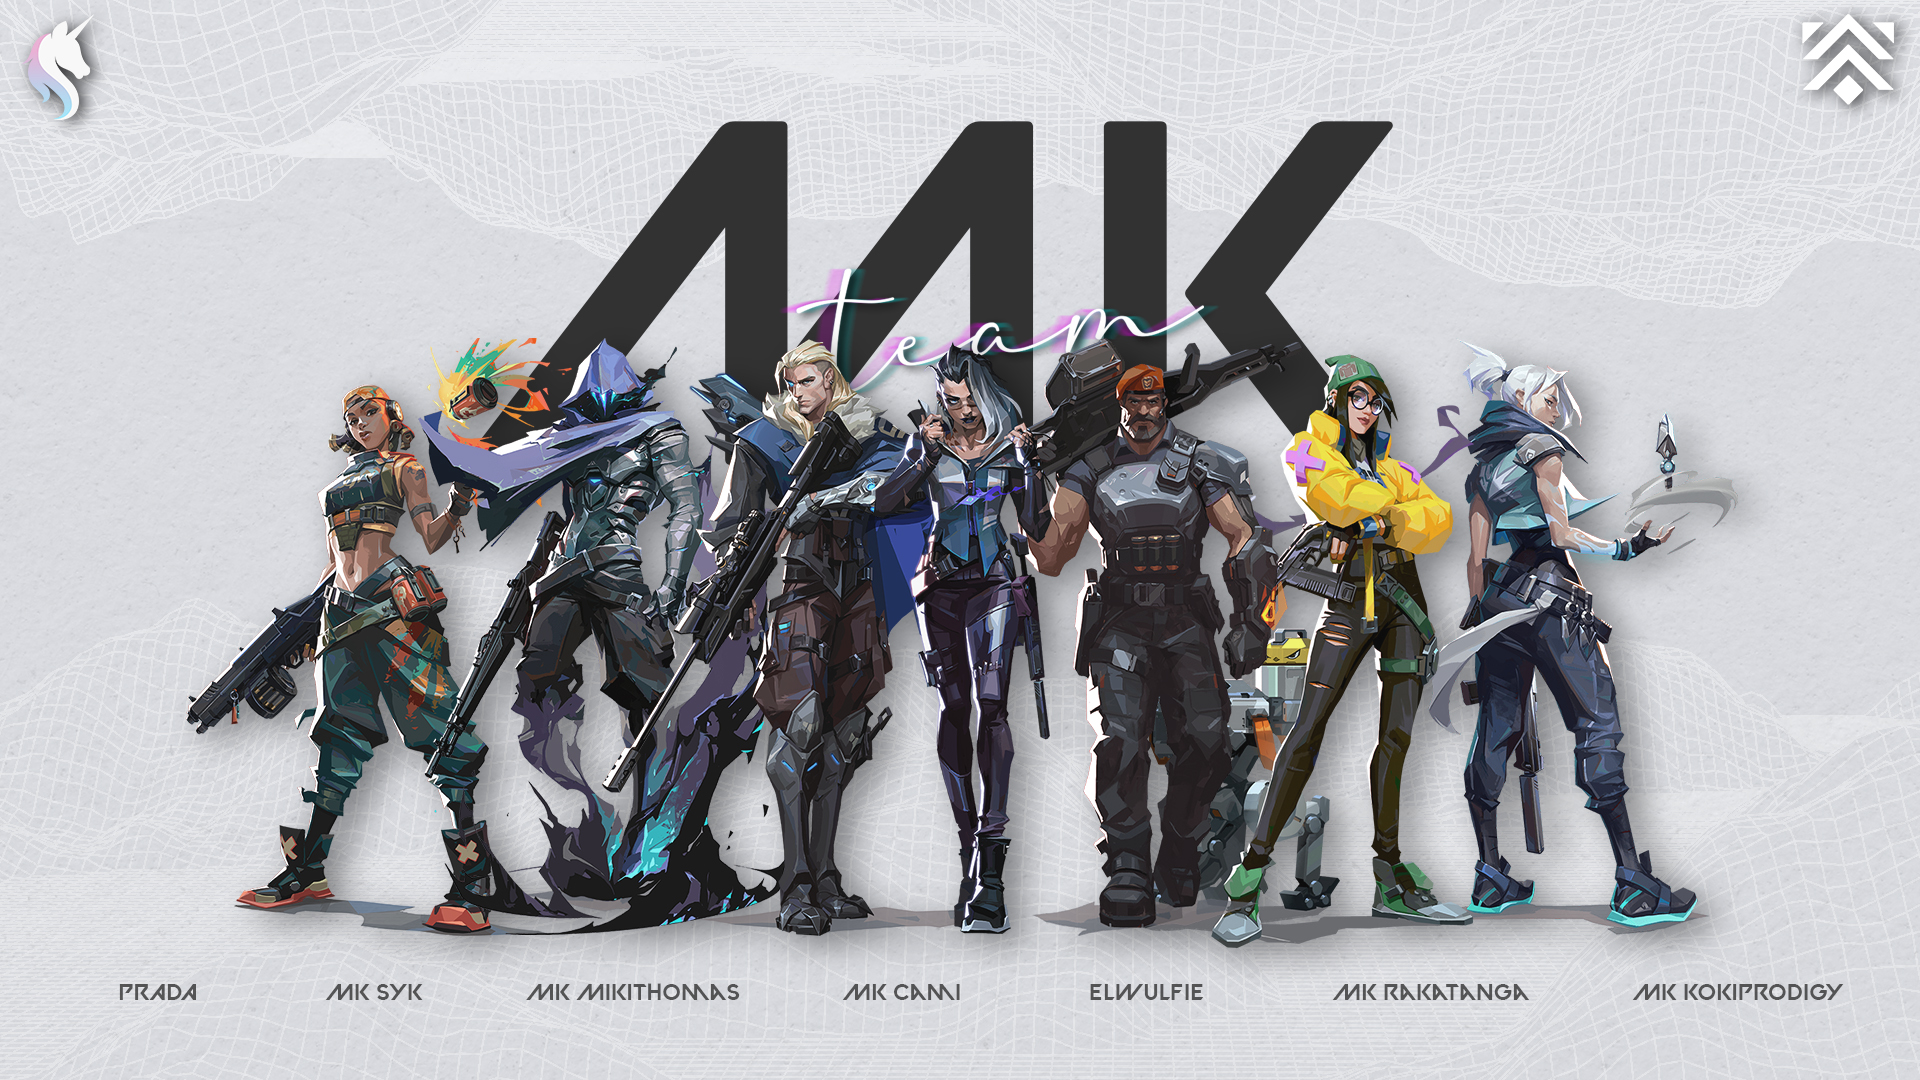 MK
team
PRADA
MK SYK
MK MIKITHOMAS
MK CAMI
ELWULFIE
MK RAKATANGA
MK KOKIPRODIGY